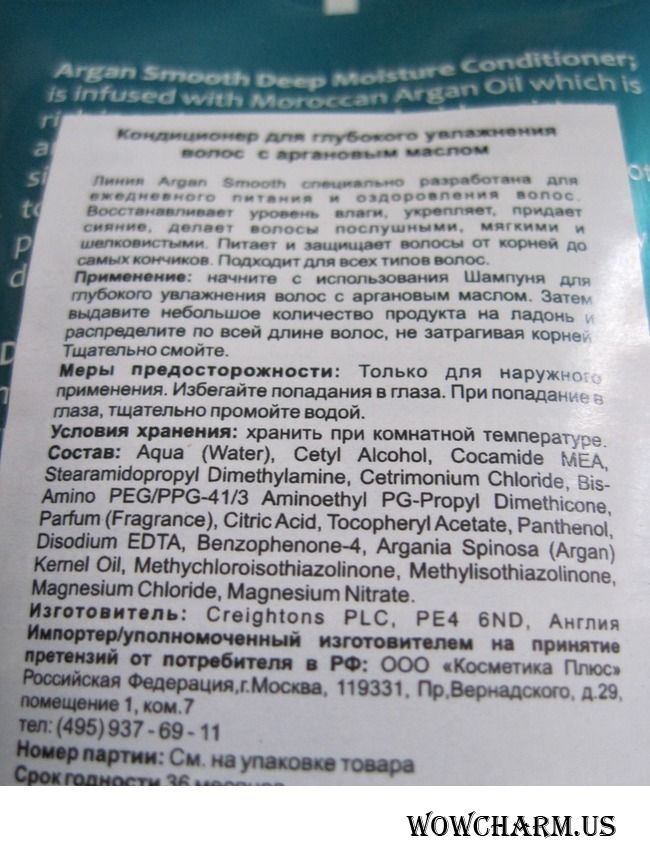 Argan Smooth Deep Moisture Conditioner;
is infused with Moroccan Argan Oil which is
Кондиционер для глубокого увлажнения
волос с аргановым маслом
Линия Argan Smooth специально разработана для
ежедневного питания и оздоровления волос.
Восстанавливает уровень влаги, укрепляет, придает
сияние, делает волосы послушными, мягкими и
шелковистыми. Питает и защищает волосы от корней до
самых кончиков. Подходит для всех типов волос.
Применение: начните с использования Шампуня для
глубокого увлажнения волос с аргановым маслом. Затем
выдавите небольшое количество продукта на ладонь и
распределите по всей длине волос, не затрагивая корней
Тщательно смойте.
Меры предосторожности: Только для наружного
применения. Избегайте попадания в глаза. При попадание в
глаза, тщательно промойте водой.
Условия хранения: хранить при комнатной температуре.
Состав: Aqua (Water), Cetyl Alcohol, Cocamide MEA,
Stearamidopropyl Dimethylamine, Cetrimonium Chloride, Bis-
Amino PEG/PPG-41/3 Aminoethyl PG-Propyl Dimethicone,
Parfum (Fragrance), Citric Acid, Tocopheryl Acetate, Panthenol,
Disodium EDTA, Benzophenone-4, Argania Spinosa (Argan)
Kernel Oil, Methychloroisothiazolinone, Methylisothiazolinone,
Magnesium Chloride, Magnesium Nitrate.
Изготовитель: Creightons PLC, PE4 6ND, Англия
Импортер/уполномоченный изготовителем на принятие
претензий от потребителя в РФ: ООО «Косметика Плюс»
Российская Федерация,г.Москва, 119331, Пр,Вернадского, д.29,
помещение 1, ком.7
тел: (495) 937 - 69 - 11
Номер партии: См. на упаковке товара
Срок годности 36 месяцев
WOWCHARM.US